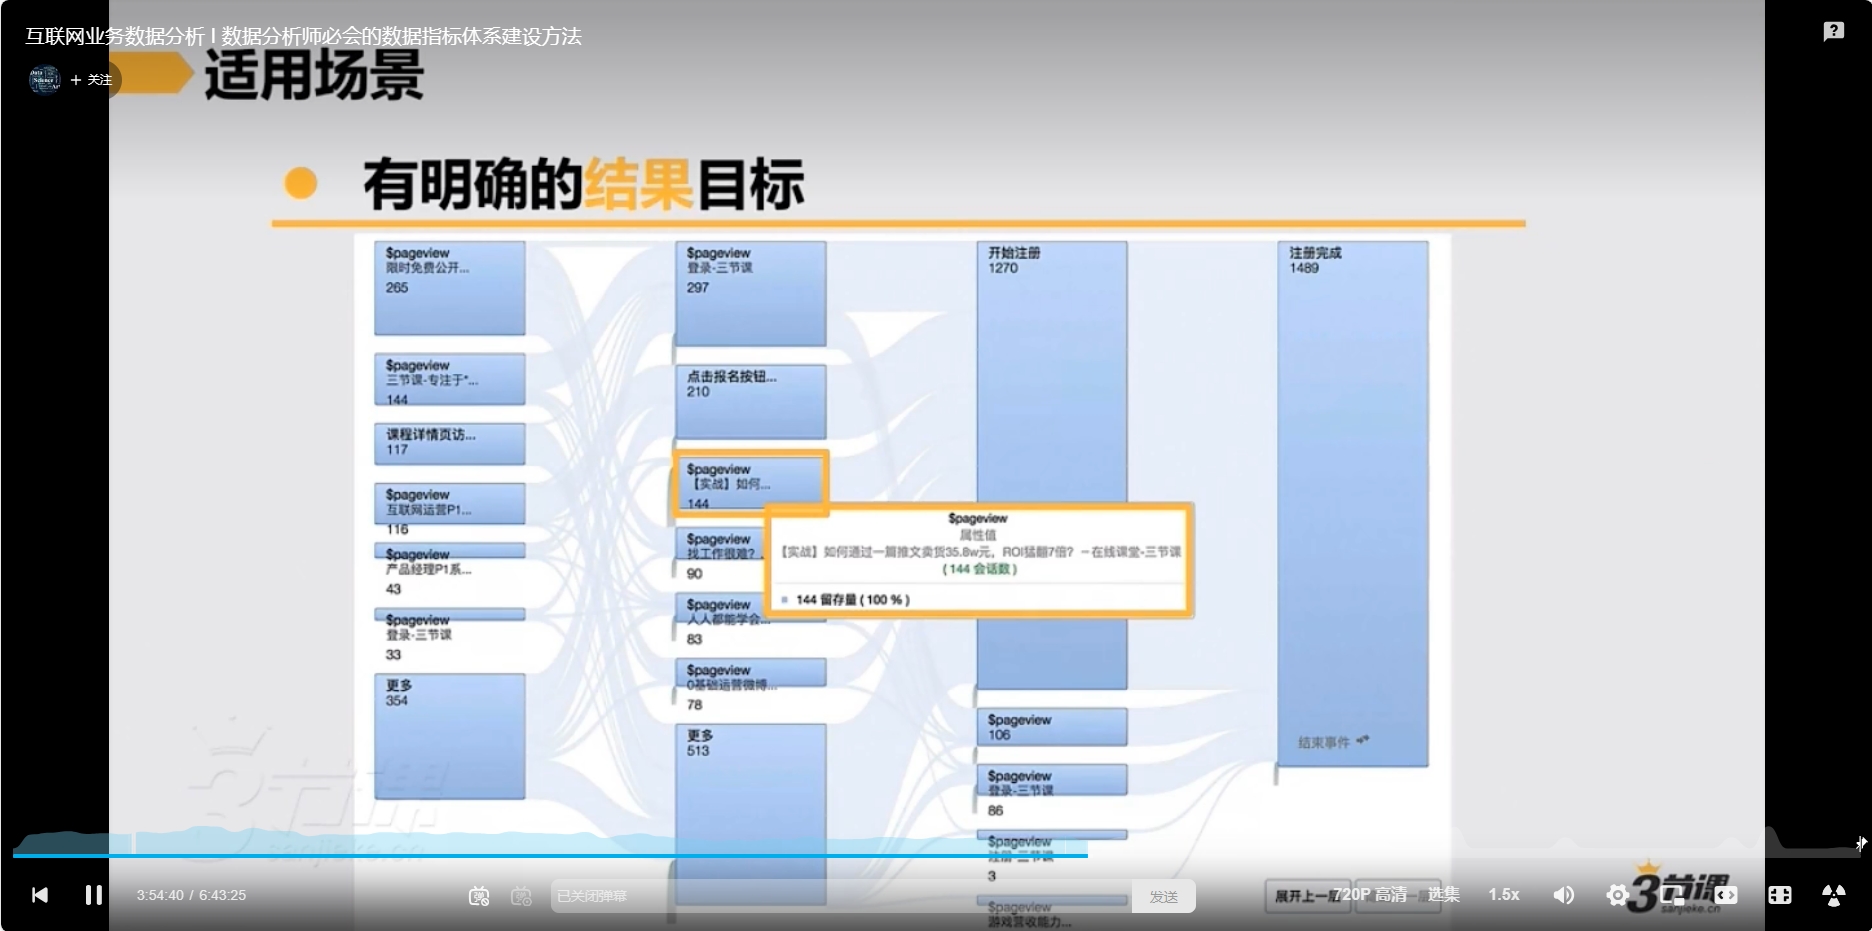 互联网业务数据分析 I 数据分析师必会的数据指标体系建设方法
+ 关注
适用场景
有明确的结果目标
$pageview
限时免费公开...
265
$pageview
三节课-专注于"...
144
课程详情页访...
117
$pageview
互联网运营P1...
116
$pageview
产品经理P1系...
43
$pageview
登录-三节课
33
更多
354
$pageview
登录-三节课
297
点击报名按钮...
210
$pageview
【实战】如何...
144
$pageview
找工作很难?
90
$pageview
人人都能学会...
83
$pageview
0基础运营微博...
78
更多
513
开始注册
1270
$pageview
属性值
【实战】如何通过一篇推文卖货35.8w元，ROI猛翻7倍？-在线课堂-三节课
(144 会话数)
144 留存量 (100 %)
$pageview
106
$pageview
登录-三节课
86
$pageview
注册-三节课
3
$pageview
游戏营收能力...
注册完成
1489
结束事件
展开上一层
3节课
sanjieke.cn
3节课
sanjieke.cn
3:54:40 / 6:43:25
已关闭弹幕
发送
720P 高清
选集
1.5x